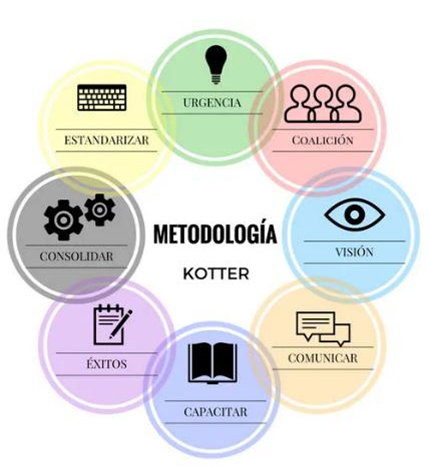 URGENCIA
COALICIÓN
VISIÓN
COMUNICAR
CAPACITAR
ÉXITOS
CONSOLIDAR
ESTANDARIZAR
METODOLOGÍA
KOTTER